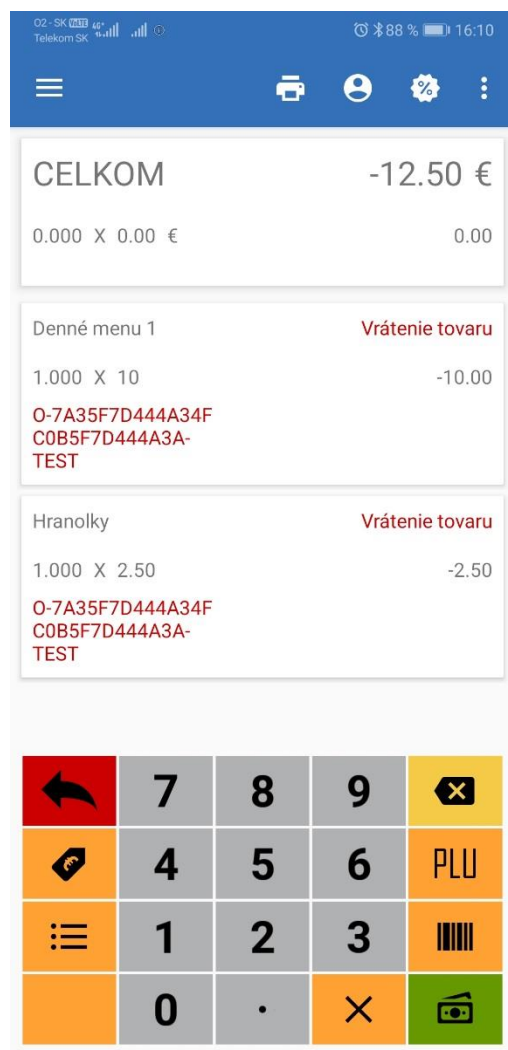 O2 - SK VoLTE 4G+
Telekom SK
88 % 16:10
CELKOM -12.50 €
0.000 X 0.00 € 0.00
Denné menu 1 Vrátenie tovaru
1.000 X 10 -10.00
O-7A35F7D444A34F
C0B5F7D444A3A-
TEST
Hranolky Vrátenie tovaru
1.000 X 2.50 -2.50
O-7A35F7D444A34F
C0B5F7D444A3A-
TEST
7 8 9
4 5 6 PLU
1 2 3
0 .